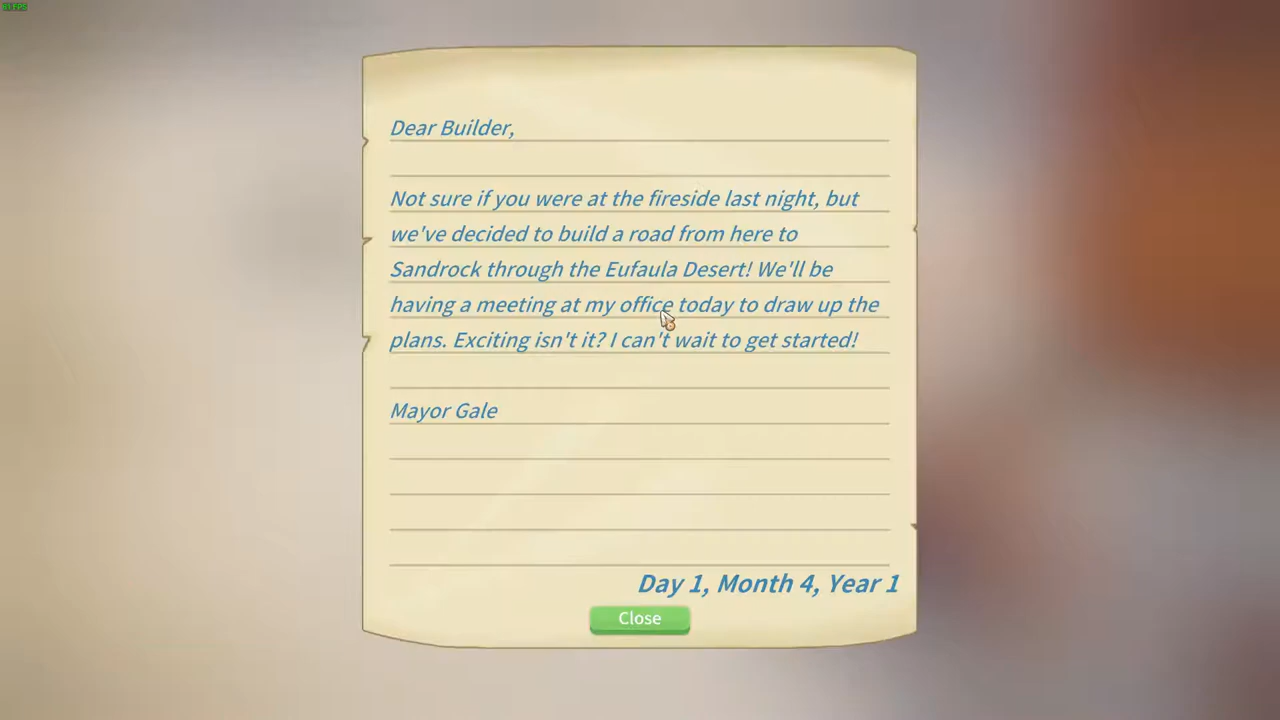 Dear Builder,
Not sure if you were at the fireside last night, but
we've decided to build a road from here to
Sandrock through the Eufaula Desert! We'll be
having a meeting at my office today to draw up the
plans. Exciting isn't it? I can't wait to get started!
Mayor Gale
Day 1, Month 4, Year 1
Close